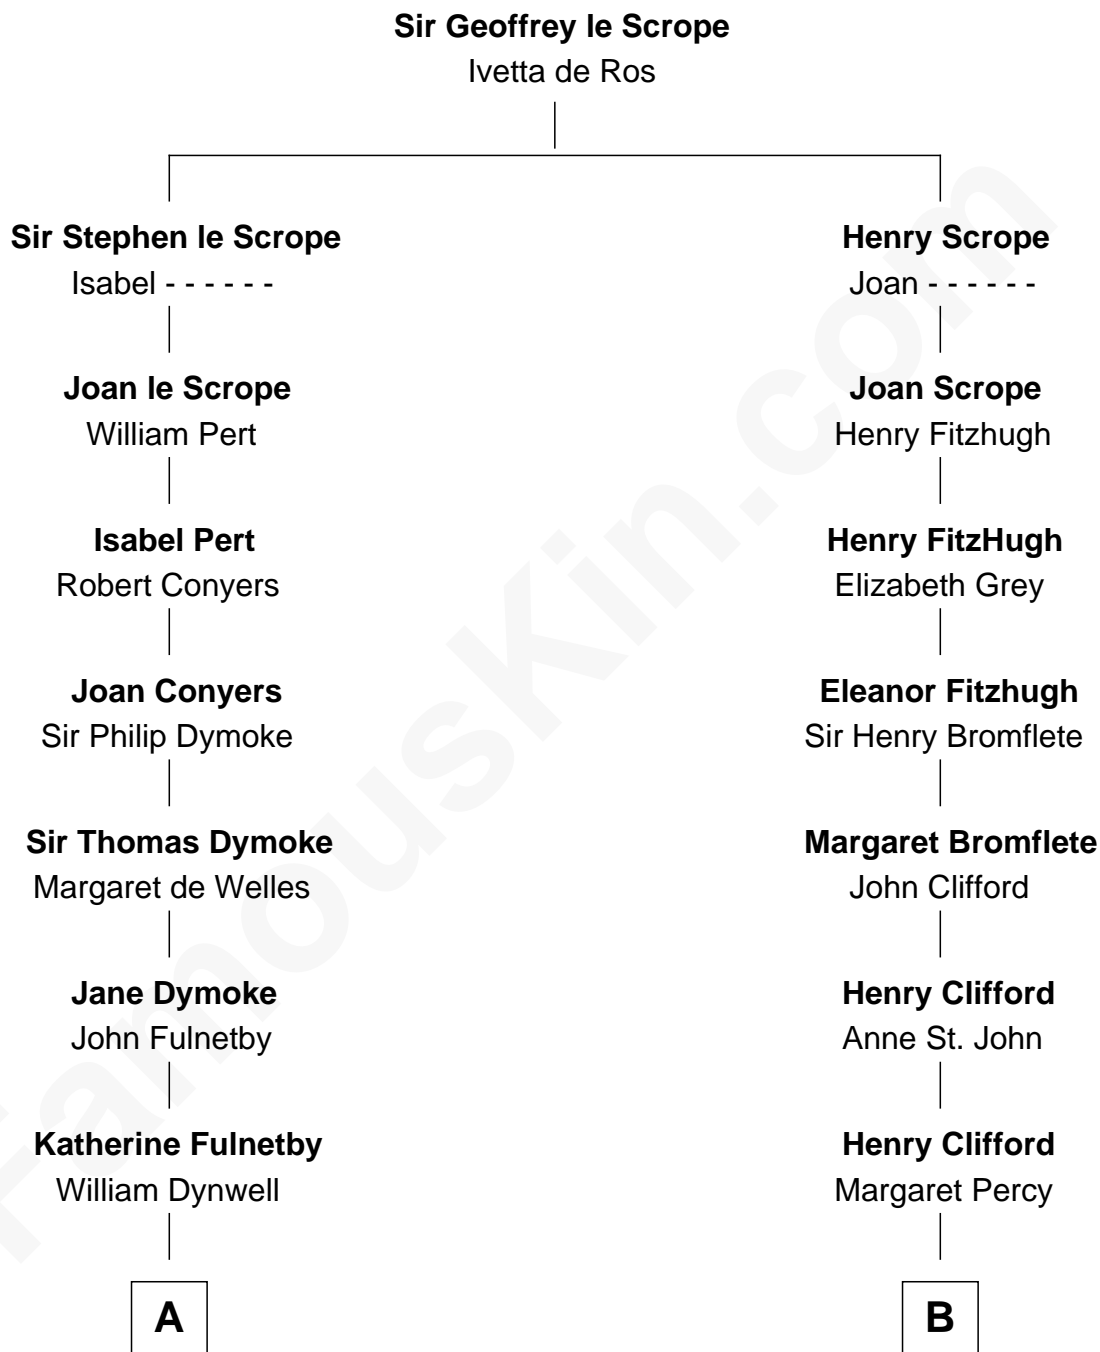 Sir Geoffrey le Scrope
Ivetta de Ros
Sir Stephen le Scrope
Isabel - - - - - -
Henry Scrope
Joan - - - - - -
Joan le Scrope
William Pert
Joan Scrope
Henry Fitzhugh
Isabel Pert
Robert Conyers
Henry FitzHugh
Elizabeth Grey
Joan Conyers
Sir Philip Dymoke
Eleanor Fitzhugh
Sir Henry Bromflete
Sir Thomas Dymoke
Margaret de Welles
Margaret Bromflete
John Clifford
Jane Dymoke
John Fulnetby
Henry Clifford
Anne St. John
Katherine Fulnetby
William Dynwell
Henry Clifford
Margaret Percy
A
B
FamousKin.com